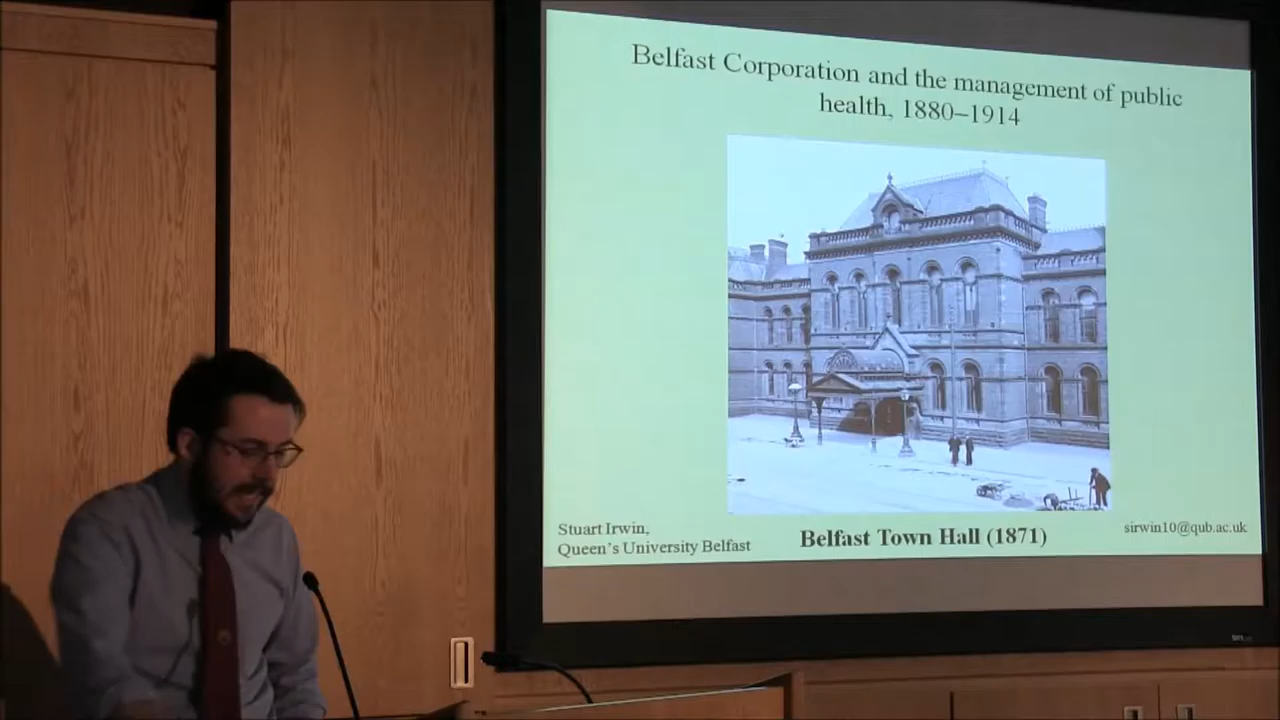 Belfast Corporation and the management of public
health, 1880–1914
Stuart Irwin,
Queen's University Belfast
Belfast Town Hall (1871)
sirwin10@qub.ac.uk